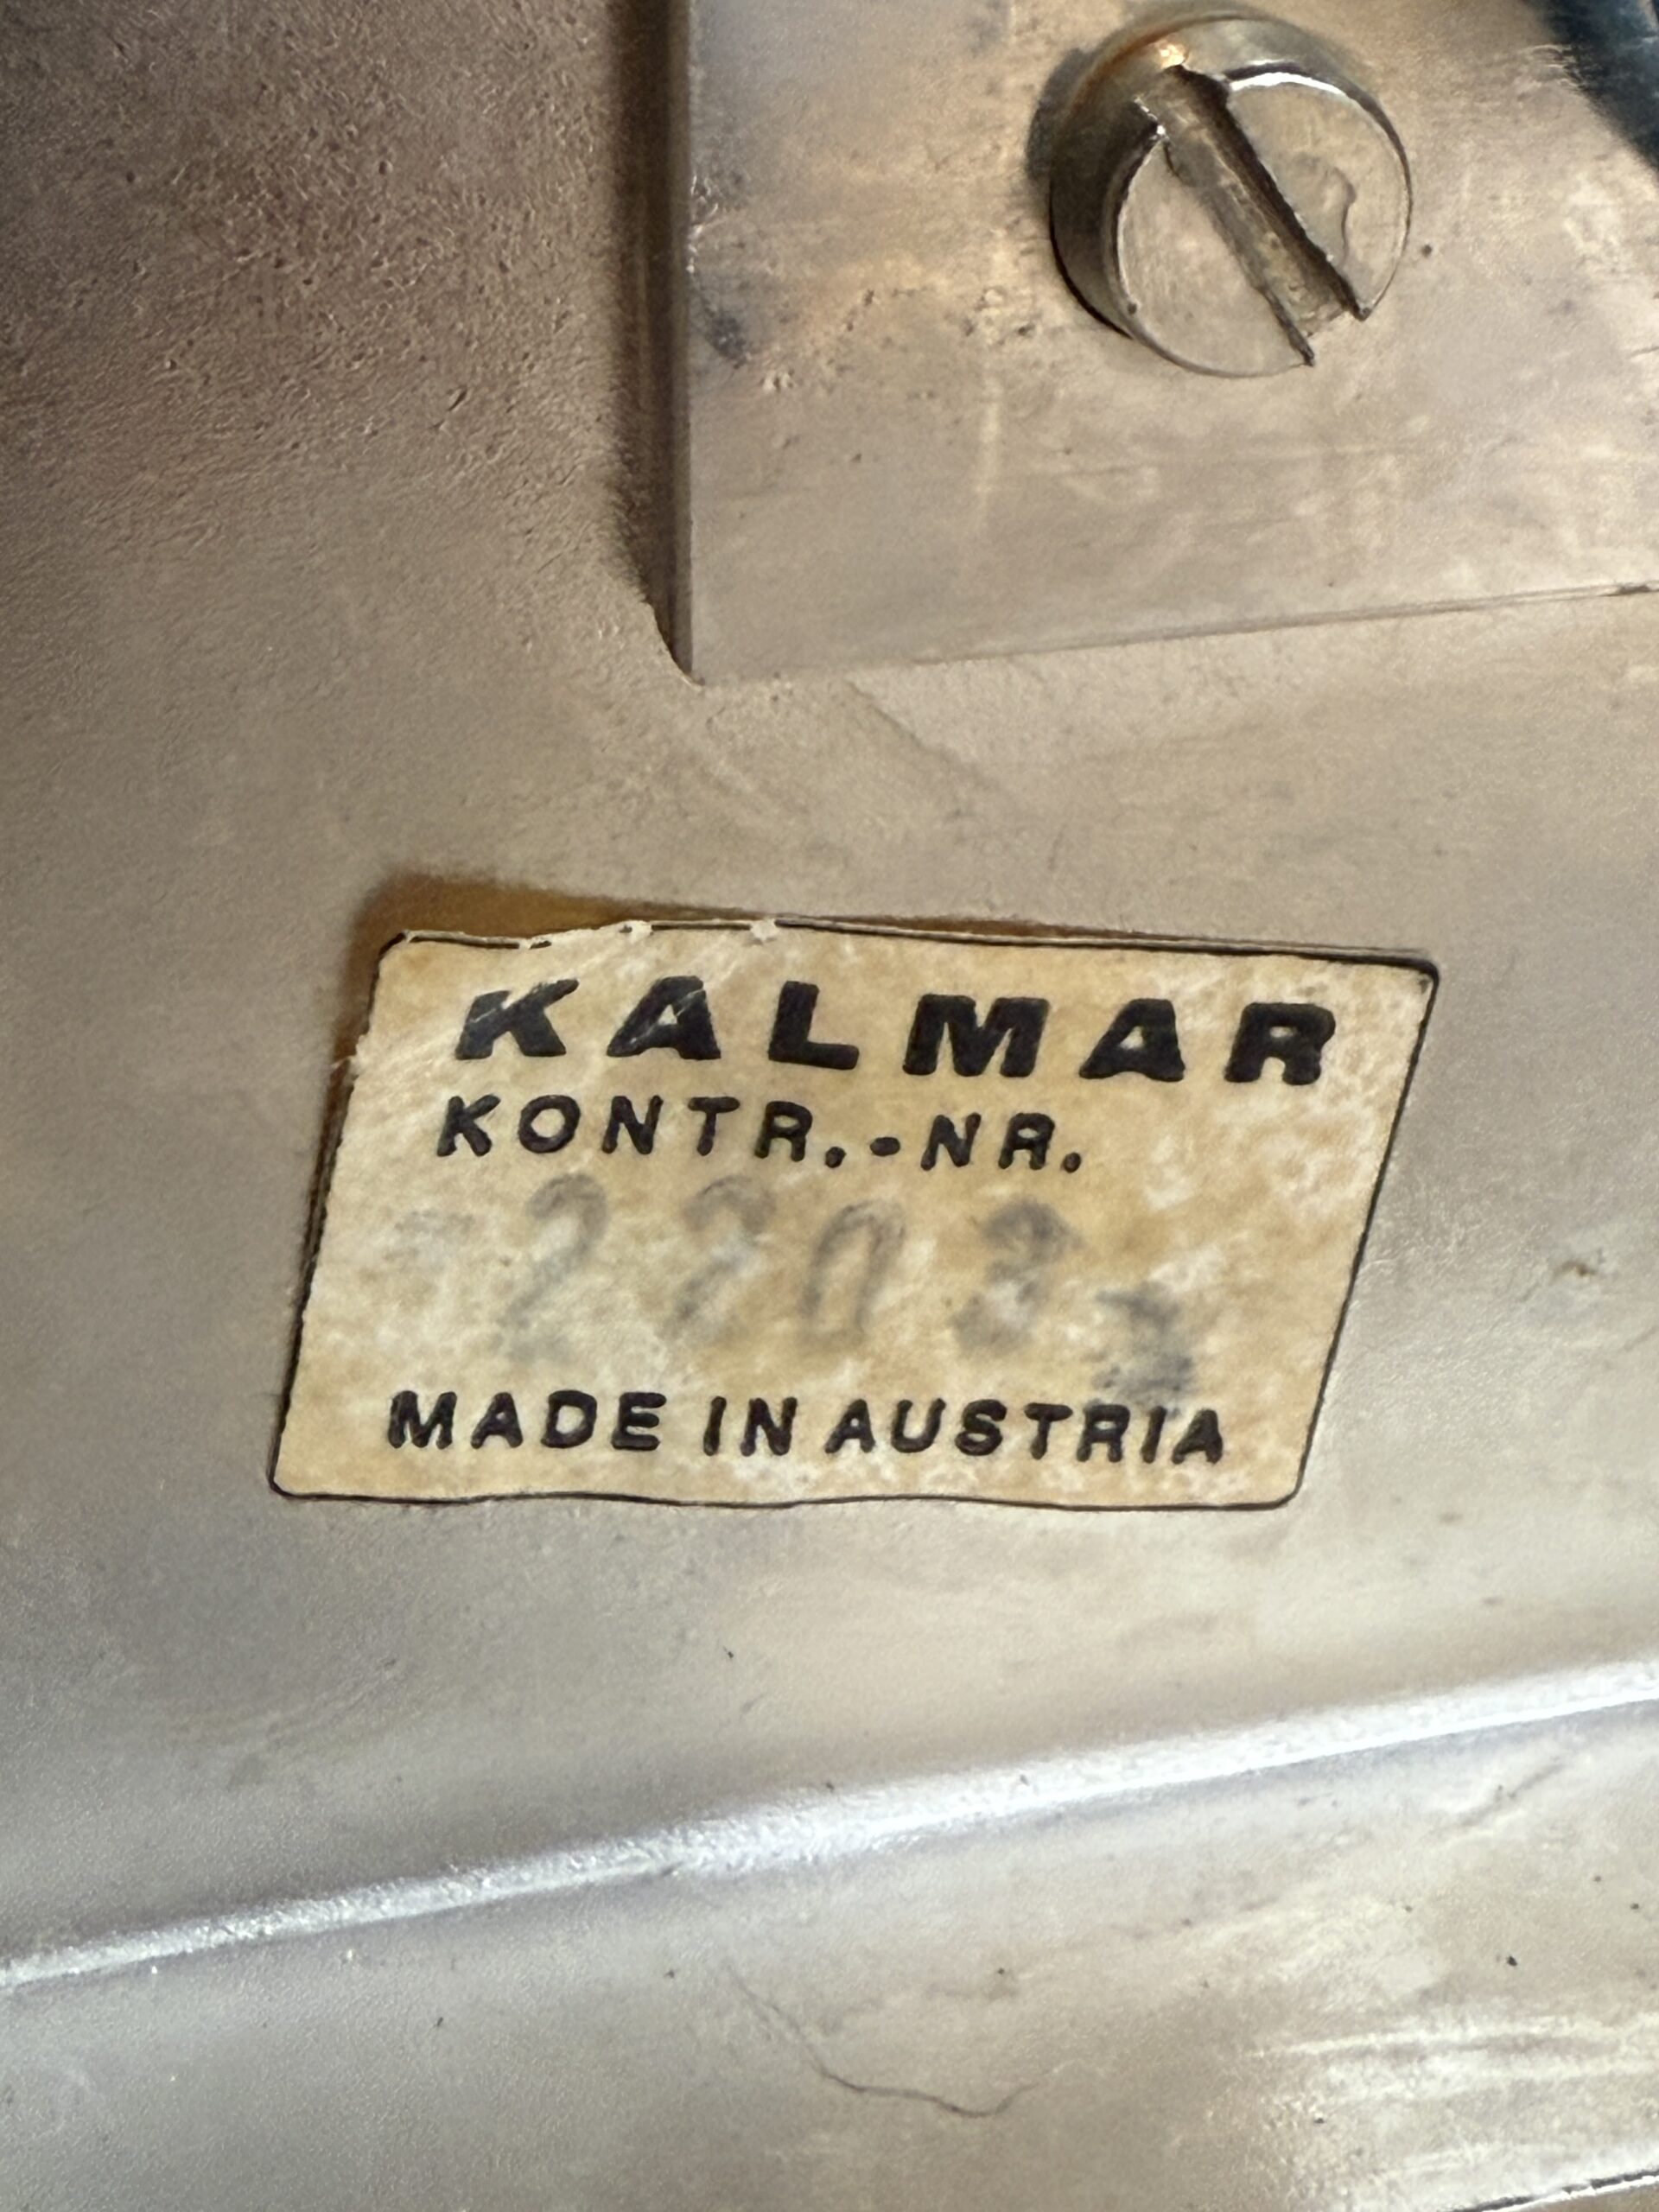 KALMAR
KONTR.-NR.
MADE IN AUSTRIA